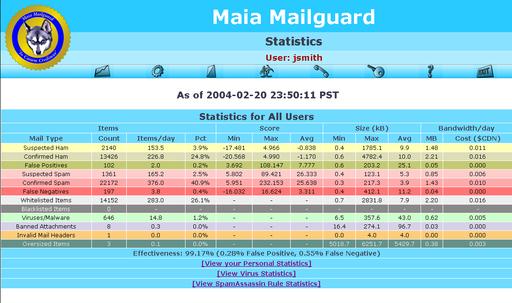 Maia Mailguard
Statistics
User: jsmith
As of 2004-02-20 23:50:11 PST
Statistics for All Users
Items Score Size (kB) Bandwidth/day
Mail Type Count Items/day Pct Min Max Avg Min Max Avg MB Cost ($CDN)
Suspected Ham 2140 153.5 3.9% -17.481 4.966 -0.838 0.4 1785.1 9.9 1.48 0.011
Confirmed Ham 13426 226.8 24.8% -20.568 4.990 -1.170 0.6 4782.4 10.0 2.21 0.016
False Positives 102 2.0 0.2% 3.692 108.147 7.777 0.6 203.2 25.1 0.05 0.000
Suspected Spam 1361 165.2 2.5% 5.802 89.421 26.333 0.4 123.1 5.3 0.85 0.006
Confirmed Spam 22172 376.0 40.9% 5.951 232.153 25.638 0.3 217.3 3.9 1.43 0.010
False Negatives 197 3.8 0.4% -16.032 16.624 3.311 0.4 412.1 11.2 0.04 0.000
Whitelisted Items 14152 283.0 26.1% - - - 0.7 2831.8 7.9 2.20 0.016
Blacklisted Items 0 - - - - - - - - - -
Viruses/Malware 646 14.8 1.2% - - - 6.5 357.6 43.0 0.62 0.005
Banned Attachments 8 0.3 0.0% - - - 16.4 274.1 96.7 0.03 0.000
Invalid Mail Headers 1 0.0 0.0% - - - 4.0 4.0 0.00 0.000
Oversized Items 3 0.1 0.0% - - - 5018.7 6251.7 5429.7 0.38 0.003
Effectiveness: 99.17% (0.28% False Positive, 0.55% False Negative)
[View your Personal Statistics]
[View Virus Statistics]
[View SpamAssassin Rule Statistics]